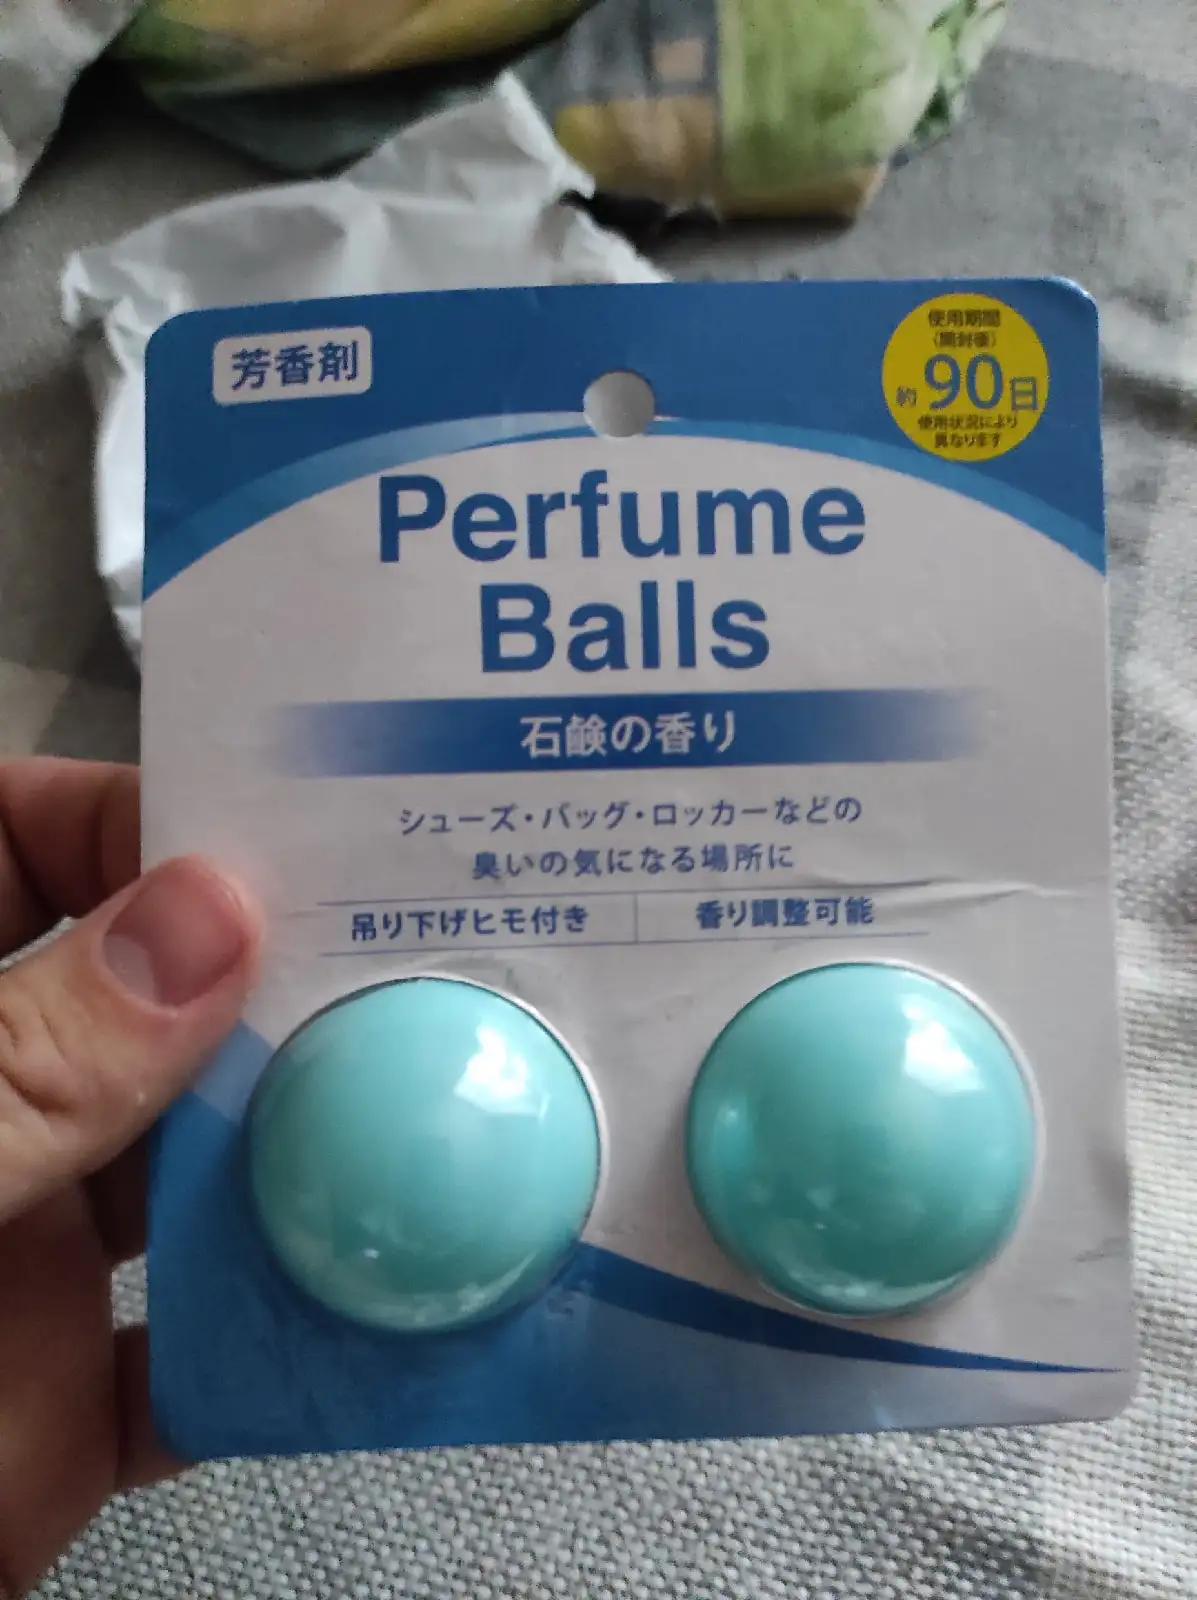 芳香剤
使用期間
(開封後)
約90日
使用状況により
異なります
Perfume
Balls
石鹸の香り
シューズ・バッグ・ロッカーなどの
臭いの気になる場所に
吊り下げヒモ付き
香り調整可能